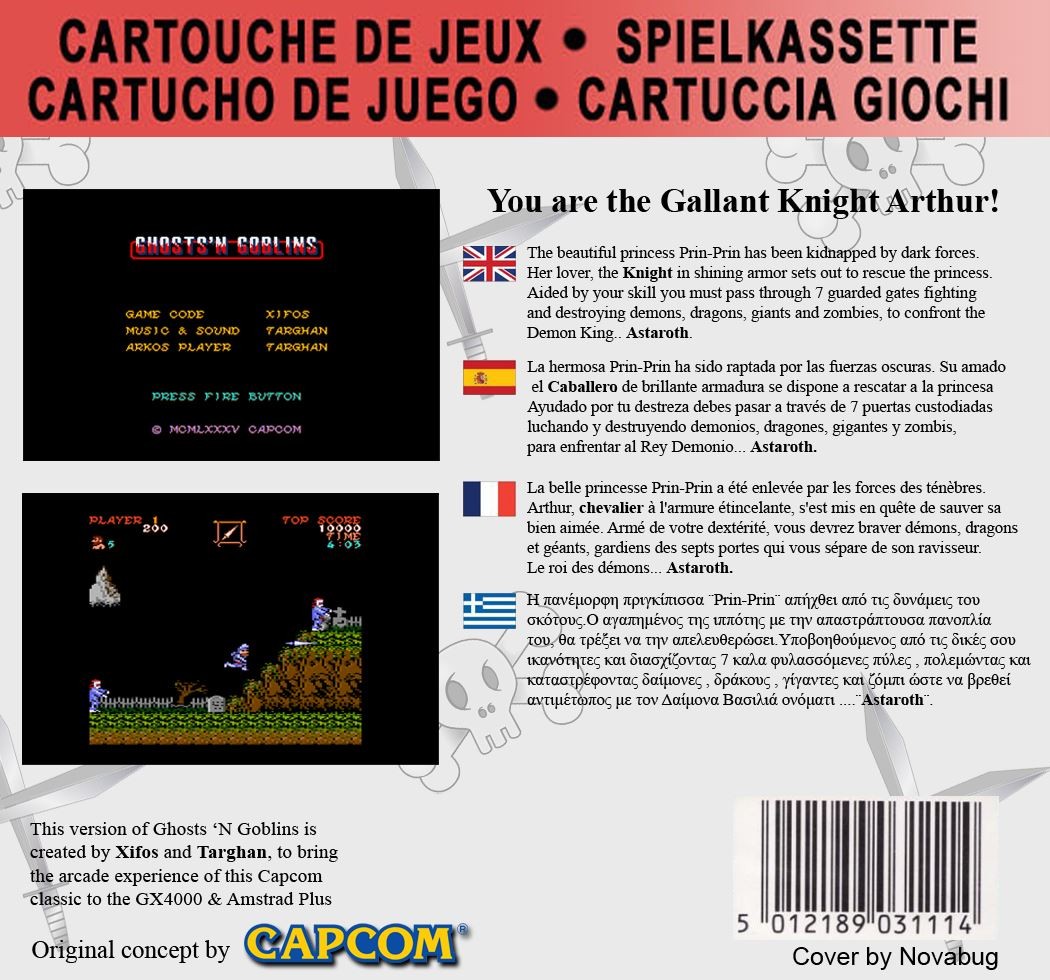 CARTOUCHE DE JEUX • SPIELKASSETTE
CARTUCHO DE JUEGO • CARTUCCIA GIOCHI
GHOSTS'N GOBLINS
GAME CODE XIFOS
MUSIC & SOUND TARGHAN
ARKOS PLAYER TARGHAN
PRESS FIRE BUTTON
© MCMLXXXV CAPCOM
PLAYER 1 TOP SCORE
200 10000
TIME
5 4:03
You are the Gallant Knight Arthur!
The beautiful princess Prin-Prin has been kidnapped by dark forces.
Her lover, the Knight in shining armor sets out to rescue the princess.
Aided by your skill you must pass through 7 guarded gates fighting
and destroying demons, dragons, giants and zombies, to confront the
Demon King.. Astaroth.
La hermosa Prin-Prin ha sido raptada por las fuerzas oscuras. Su amado
el Caballero de brillante armadura se dispone a rescatar a la princesa
Ayudado por tu destreza debes pasar a través de 7 puertas custodiadas
luchando y destruyendo demonios, dragones, gigantes y zombis,
para enfrentar al Rey Demonio... Astaroth.
La belle princesse Prin-Prin a été enlevée par les forces des ténèbres.
Arthur, chevalier à l'armure étincelante, s'est mis en quête de sauver sa
bien aimée. Armé de votre dextérité, vous devrez braver démons, dragons
et géants, gardiens des septs portes qui vous sépare de son ravisseur.
Le roi des démons... Astaroth.
Η πανέμορφη πριγκίπισσα ¨Prin-Prin¨ απήχθει από τις δυνάμεις του
σκότους.Ο αγαπημένος της ιππότης με την απαστράπτουσα πανοπλία
του, θα τρέξει να την απελευθερώσει.Υποβοηθούμενος από τις δικές σου
ικανότητες και διασχίζοντας 7 καλα φυλασσόμενες πύλες , πολεμώντας και
καταστρέφοντας δαίμονες , δράκους , γίγαντες και ζόμπι ώστε να βρεθεί
αντιμέτωπος με τον Δαίμονα Βασιλιά ονόματι ....¨Astaroth¨.
This version of Ghosts ‘N Goblins is
created by Xifos and Targhan, to bring
the arcade experience of this Capcom
classic to the GX4000 & Amstrad Plus
Original concept by CAPCOM®
5 012189 031114
Cover by Novabug